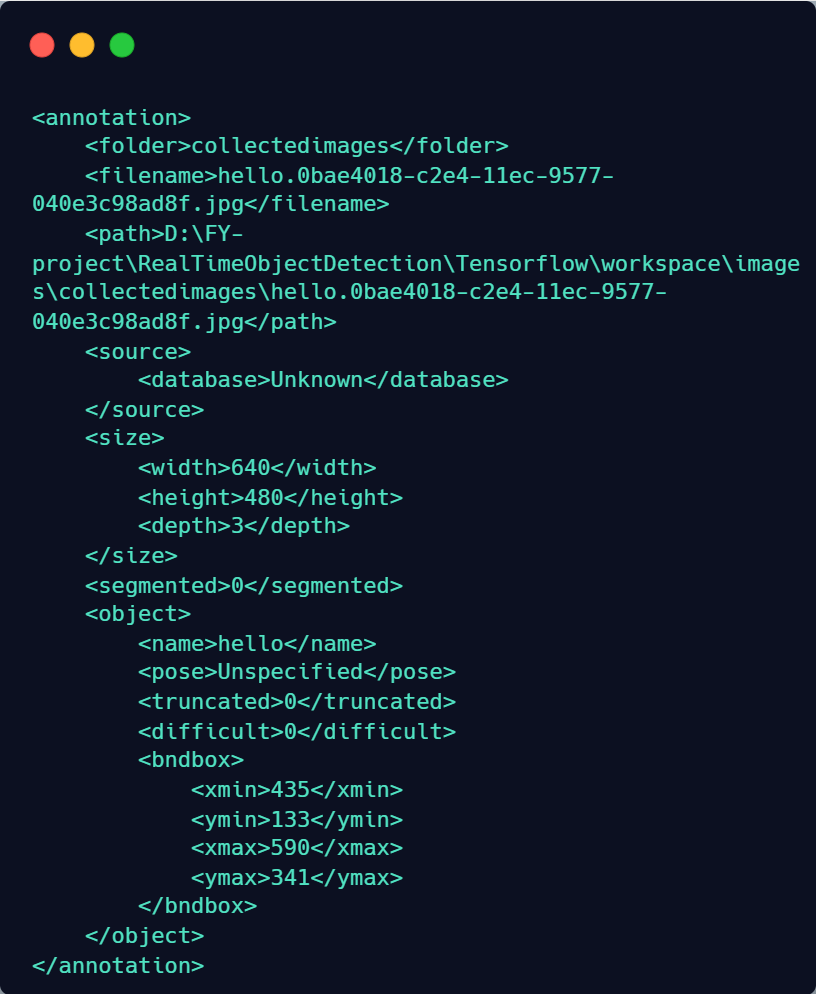 <annotation>
    <folder>collectedimages</folder>
    <filename>hello.0bae4018-c2e4-11ec-9577-
040e3c98ad8f.jpg</filename>
    <path>D:\FY-
project\RealTimeObjectDetection\Tensorflow\workspace\image
s\collectedimages\hello.0bae4018-c2e4-11ec-9577-
040e3c98ad8f.jpg</path>
    <source>
        <database>Unknown</database>
    </source>
    <size>
        <width>640</width>
        <height>480</height>
        <depth>3</depth>
    </size>
    <segmented>0</segmented>
    <object>
        <name>hello</name>
        <pose>Unspecified</pose>
        <truncated>0</truncated>
        <difficult>0</difficult>
        <bndbox>
            <xmin>435</xmin>
            <ymin>133</ymin>
            <xmax>590</xmax>
            <ymax>341</ymax>
        </bndbox>
    </object>
</annotation>